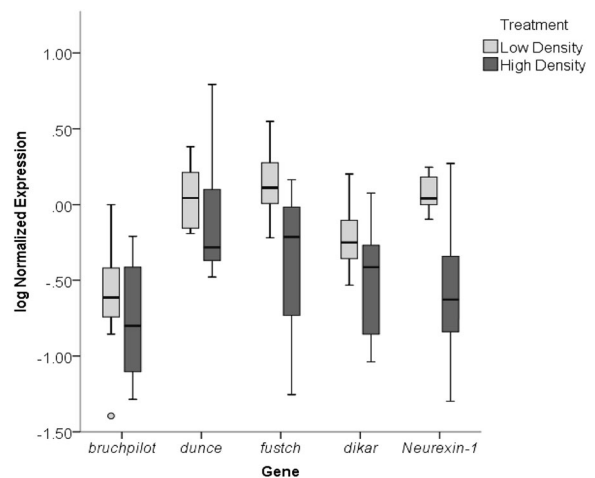 Treatment
Low Density
High Density
1.00
.50
.00
-.50
-1.00
-1.50
log Normalized Expression
bruchpilot dunce fustch dikar Neurexin-1
Gene